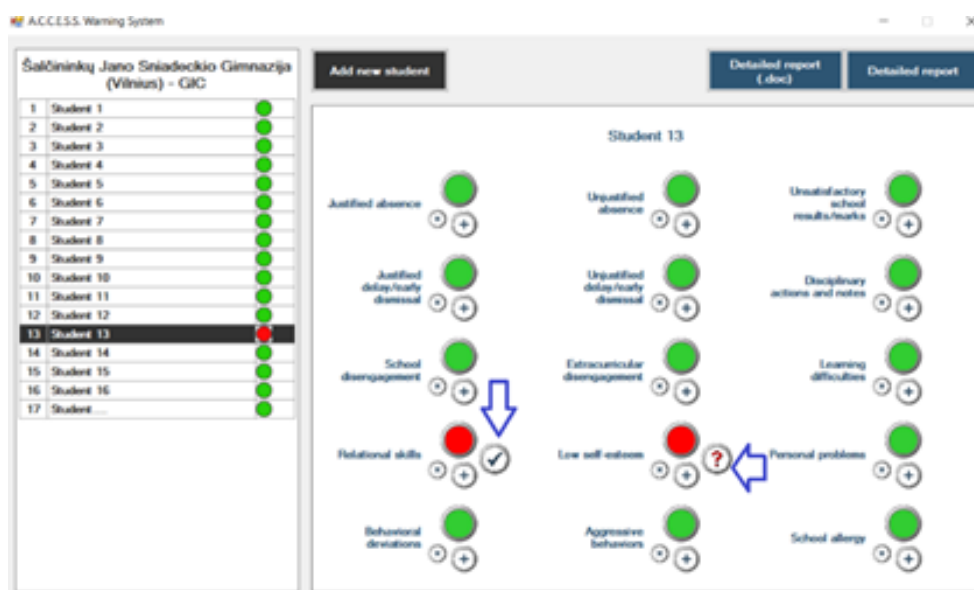 A.C.C.E.S.S. Warning System
Šalčininkų Jano Sniadeckio Gimnazija
(Vilnius) - GIC
1 Student 1
2 Student 2
3 Student 3
4 Student 4
5 Student 5
6 Student 6
7 Student 7
8 Student 8
9 Student 9
10 Student 10
11 Student 11
12 Student 12
13 Student 13
14 Student 14
15 Student 15
16 Student 16
17 Student....
Add new student
Detailed report
(.doc)
Detailed report
Student 13
Justified absence
Unjustified
absence
Unsatisfactory
school
results/marks
Justified
delay/early
dismissal
Unjustified
delay/early
dismissal
Disciplinary
actions and notes
School
disengagement
Extracurricular
disengagement
Learning
difficulties
Relational skills
Low self-esteem
?
Personal problems
Behavioral
deviations
Aggressive
behaviors
School allergy